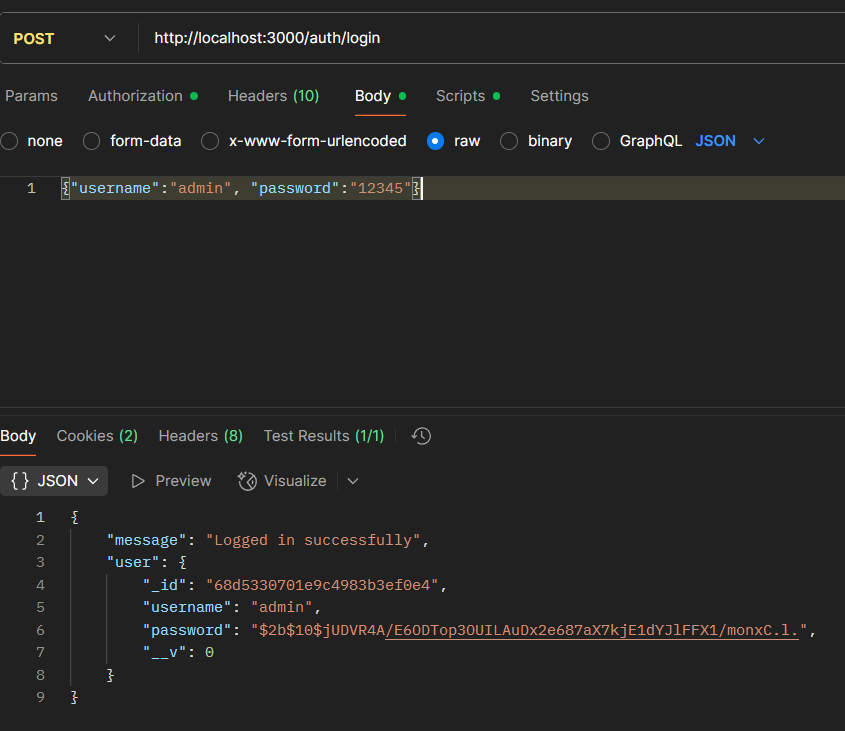 POST http://localhost:3000/auth/login
Params Authorization Headers (10) Body Scripts Settings
none form-data x-www-form-urlencoded raw binary GraphQL JSON
1 {"username":"admin", "password":"12345"}
Body Cookies (2) Headers (8) Test Results (1/1)
{} JSON Preview Visualize
1 {
2 "message": "Logged in successfully",
3 "user": {
4 "_id": "68d5330701e9c4983b3ef0e4",
5 "username": "admin",
6 "password": "$2b$10$jUDVR4A/E6ODTop3OUILAuDx2e687aX7kjE1dYJlFFX1/monxC.l.",
7 "__v": 0
8 }
9 }